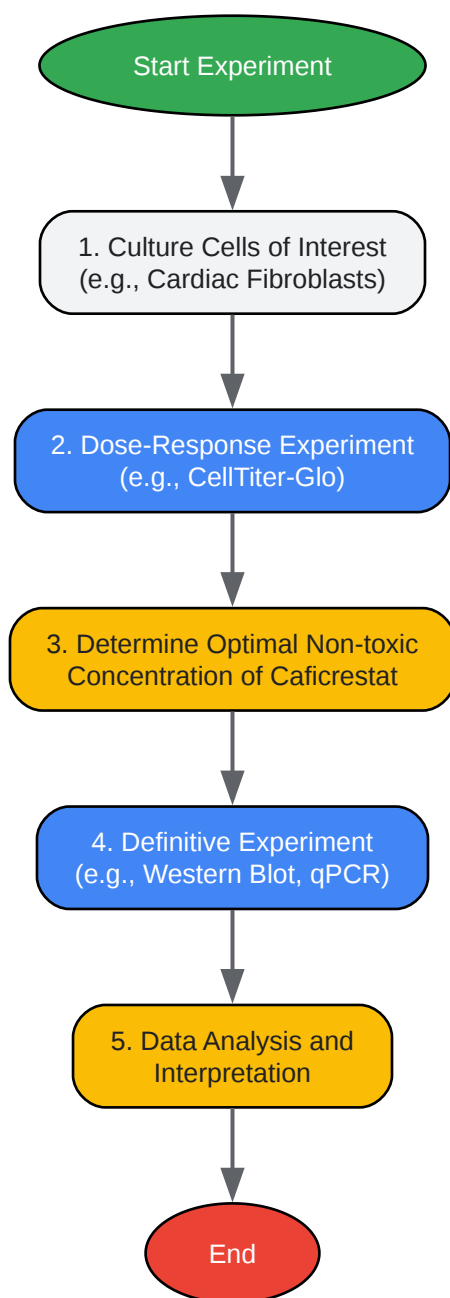 Start Experiment
1. Culture Cells of Interest
(e.g., Cardiac Fibroblasts)
2. Dose-Response Experiment
(e.g., CellTiter-Glo)
3. Determine Optimal Non-toxic
Concentration of Caficrestat
4. Definitive Experiment
(e.g., Western Blot, qPCR)
5. Data Analysis and
Interpretation
End